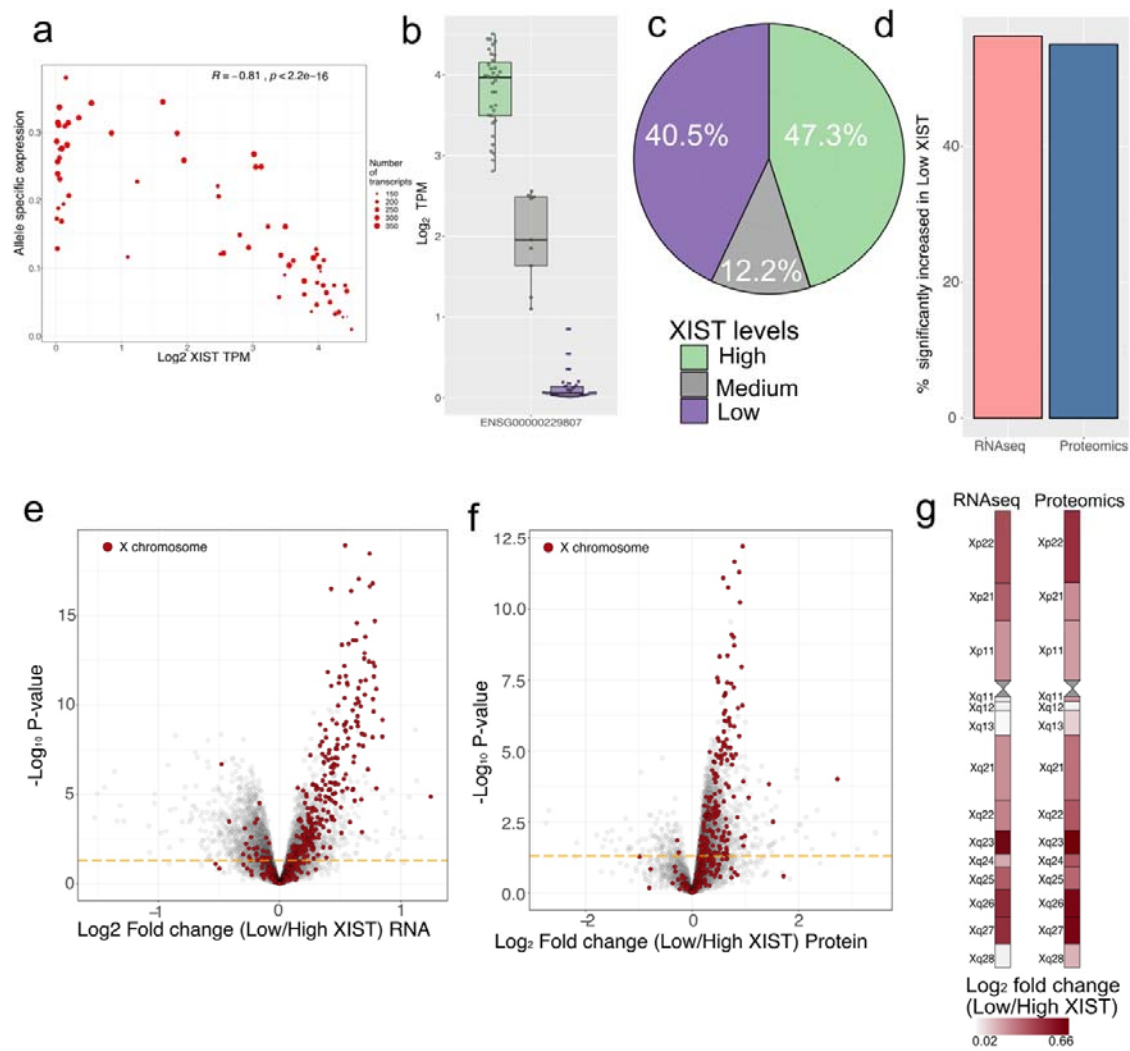 a
R = −0.81 , p < 2.2e−16
Allele specific expression
0.3
0.2
0.1
0.0
0
1
2
3
4
Log2 XIST TPM
Number
of
transcripts
150
200
250
300
350
b
Log₂ TPM
4
3
2
1
0
ENSG00000229807
c
40.5%
47.3%
12.2%
XIST levels
High
Medium
Low
d
% significantly increased in Low XIST
40
20
0
RNAseq
Proteomics
e
X chromosome
-Log₁₀ P-value
15
10
5
0
−1
0
1
Log2 Fold change (Low/High XIST) RNA
f
X chromosome
-Log₁₀ P-value
12.5
10.0
7.5
5.0
2.5
0.0
−2
0
2
Log₂ Fold change (Low/High XIST) Protein
g
RNAseq Proteomics
Xp22 Xp22
Xp21 Xp21
Xp11 Xp11
Xq11 Xq11
Xq12 Xq12
Xq13 Xq13
Xq21 Xq21
Xq22 Xq22
Xq23 Xq23
Xq24 Xq24
Xq25 Xq25
Xq26 Xq26
Xq27 Xq27
Xq28 Xq28
Log₂ fold change
(Low/High XIST)
0.02 0.66